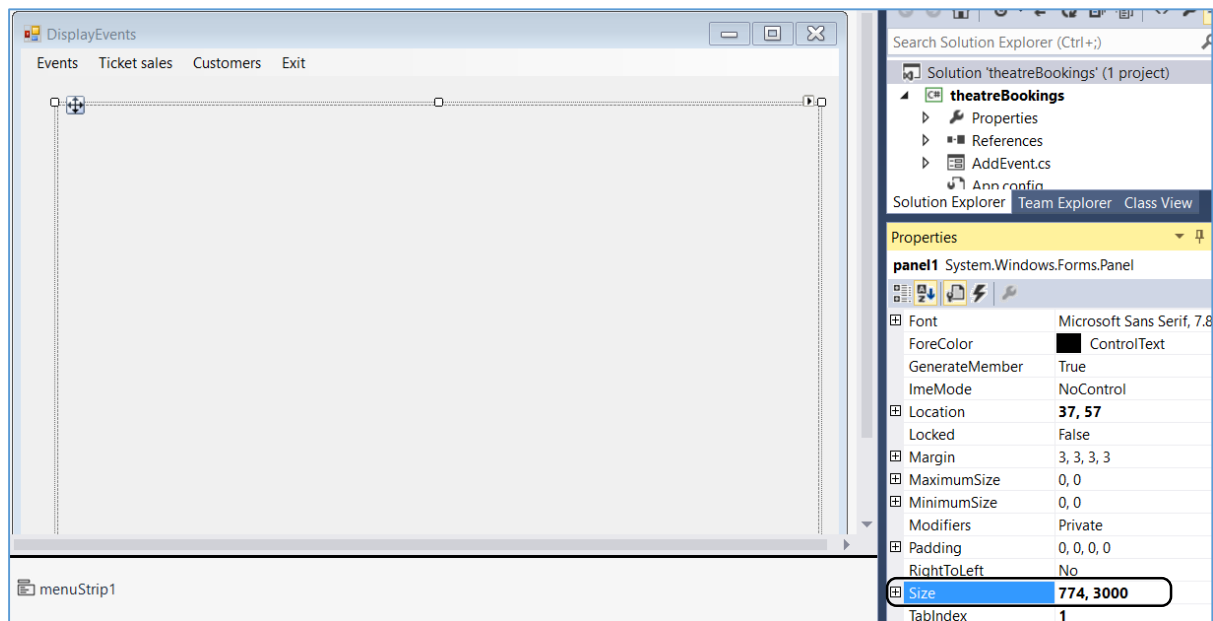 DisplayEvents
Events Ticket sales Customers Exit
menuStrip1
Search Solution Explorer (Ctrl+;)
Solution 'theatreBookings' (1 project)
C# theatreBookings
Properties
References
AddEvent.cs
App.config
Solution Explorer Team Explorer Class View
Properties
panel1 System.Windows.Forms.Panel
Font Microsoft Sans Serif, 7.8
ForeColor ControlText
GenerateMember True
ImeMode NoControl
Location 37, 57
Locked False
Margin 3, 3, 3, 3
MaximumSize 0, 0
MinimumSize 0, 0
Modifiers Private
Padding 0, 0, 0, 0
RightToLeft No
Size 774, 3000
TabIndex 1